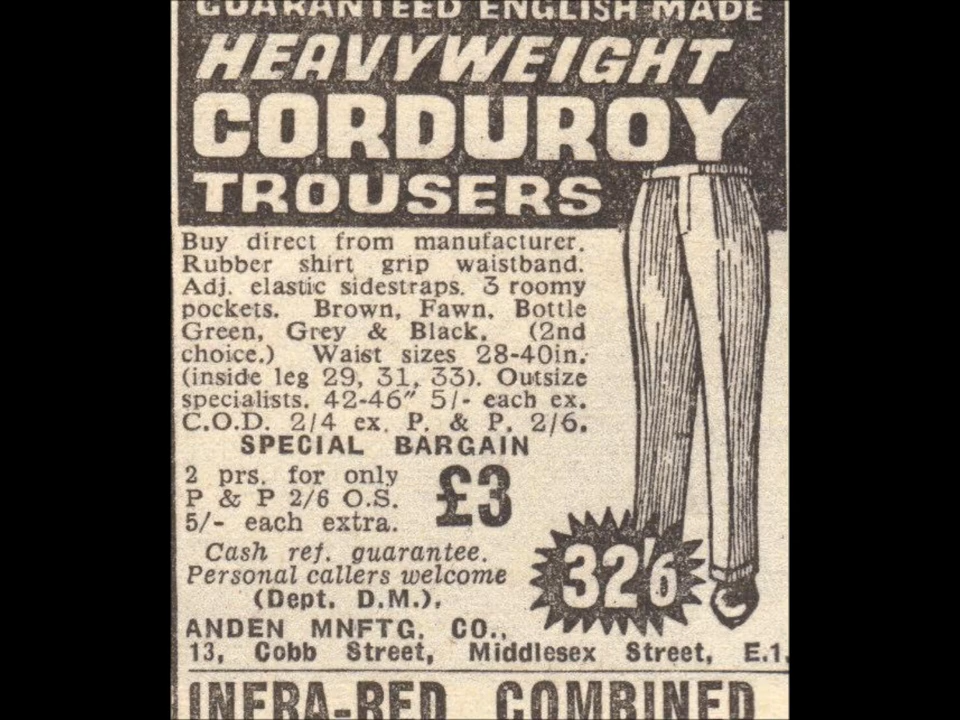 GUARANTEED ENGLISH MADE
HEAVYWEIGHT
CORDUROY
TROUSERS
Buy direct from manufacturer.
Rubber shirt grip waistband.
Adj. elastic sidestraps. 3 roomy
pockets. Brown, Fawn, Bottle
Green, Grey & Black. (2nd
choice.) Waist sizes 28-40in.
(inside leg 29, 31, 33). Outsize
specialists. 42-46″ 5/- each ex.
C.O.D. 2/4 ex. P. & P. 2/6.
SPECIAL BARGAIN
2 prs. for only
P & P 2/6 O.S.
5/- each extra.
£3
32'6
Cash ref. guarantee.
Personal callers welcome
(Dept. D.M.),
ANDEN MNFTG. CO.,
13, Cobb Street, Middlesex Street, E.1.
INFRA-RED COMBINED